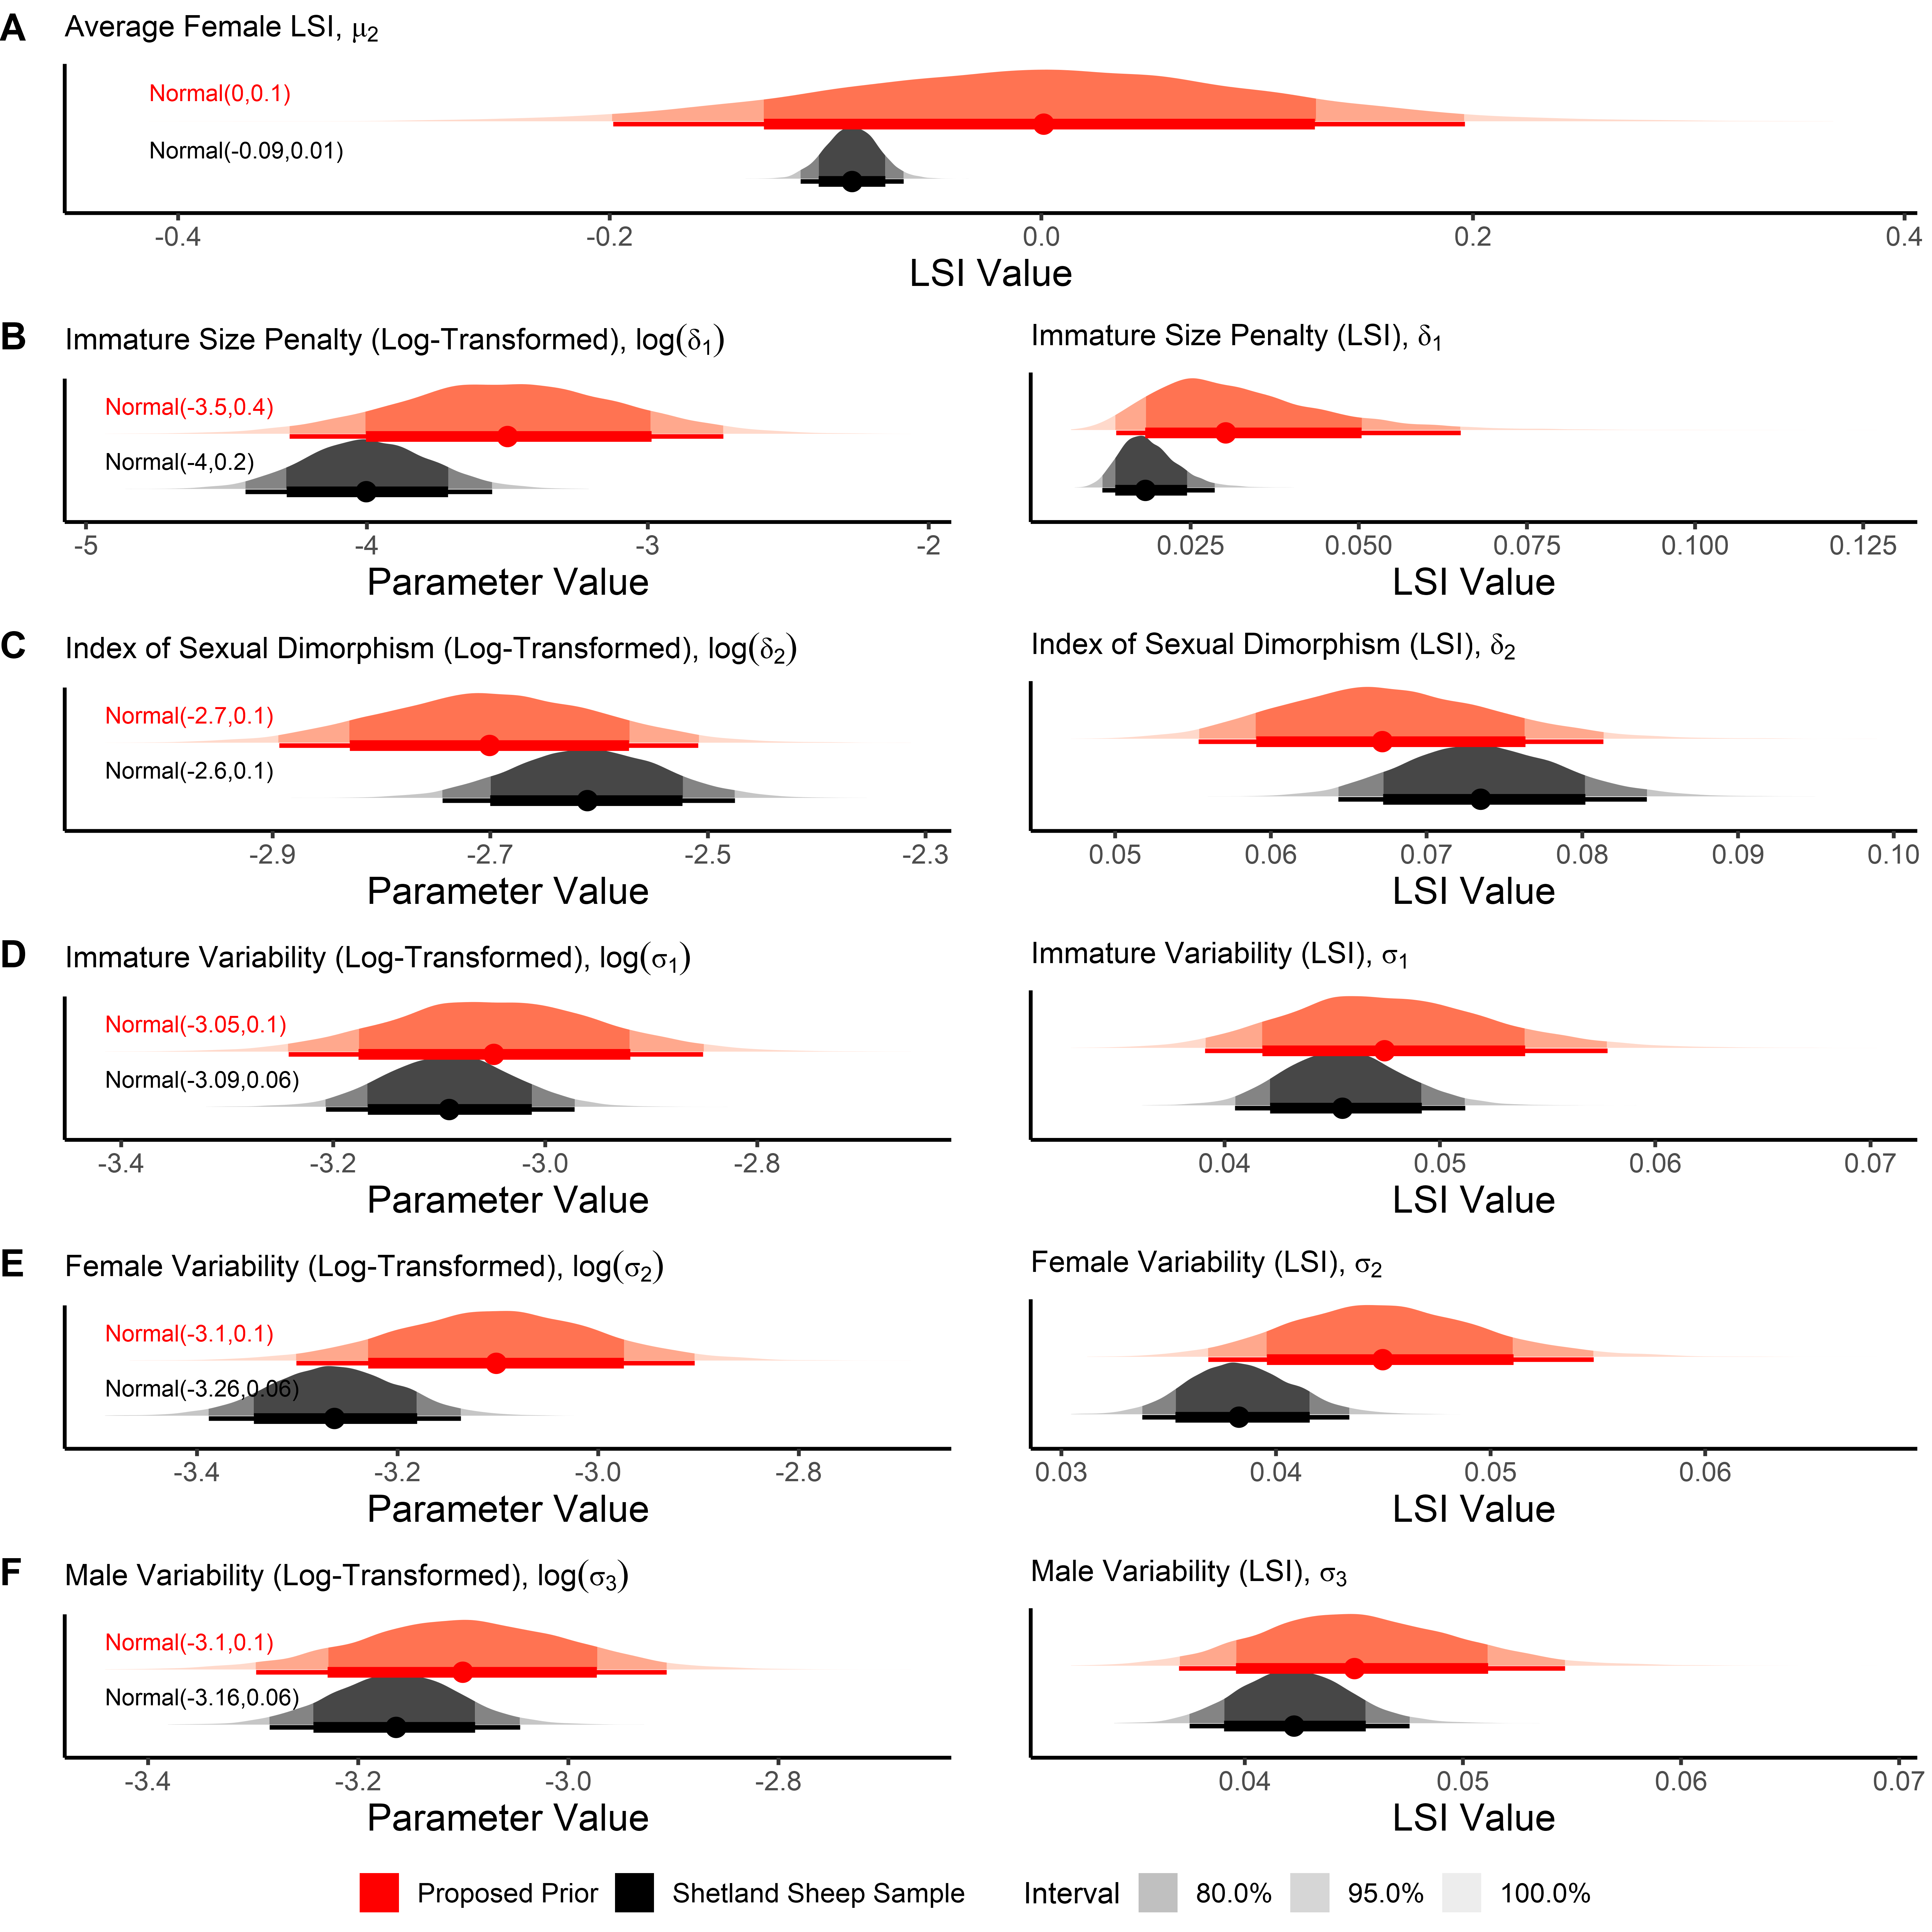 A Average Female LSI, μ2
Normal(0,0.1)
Normal(-0.09,0.01)
-0.4 -0.2 0.0 0.2 0.4
LSI Value
B Immature Size Penalty (Log-Transformed), log(δ1)
Normal(-3.5,0.4)
Normal(-4,0.2)
-5 -4 -3 -2
Parameter Value
Immature Size Penalty (LSI), δ1
0.025 0.050 0.075 0.100 0.125
LSI Value
C Index of Sexual Dimorphism (Log-Transformed), log(δ2)
Normal(-2.7,0.1)
Normal(-2.6,0.1)
-2.9 -2.7 -2.5 -2.3
Parameter Value
Index of Sexual Dimorphism (LSI), δ2
0.05 0.06 0.07 0.08 0.09 0.10
LSI Value
D Immature Variability (Log-Transformed), log(σ1)
Normal(-3.05,0.1)
Normal(-3.09,0.06)
-3.4 -3.2 -3.0 -2.8
Parameter Value
Immature Variability (LSI), σ1
0.04 0.05 0.06 0.07
LSI Value
E Female Variability (Log-Transformed), log(σ2)
Normal(-3.1,0.1)
Normal(-3.26,0.06)
-3.4 -3.2 -3.0 -2.8
Parameter Value
Female Variability (LSI), σ2
0.03 0.04 0.05 0.06
LSI Value
F Male Variability (Log-Transformed), log(σ3)
Normal(-3.1,0.1)
Normal(-3.16,0.06)
-3.4 -3.2 -3.0 -2.8
Parameter Value
Male Variability (LSI), σ3
0.04 0.05 0.06 0.07
LSI Value
Proposed Prior Shetland Sheep Sample Interval 80.0% 95.0% 100.0%